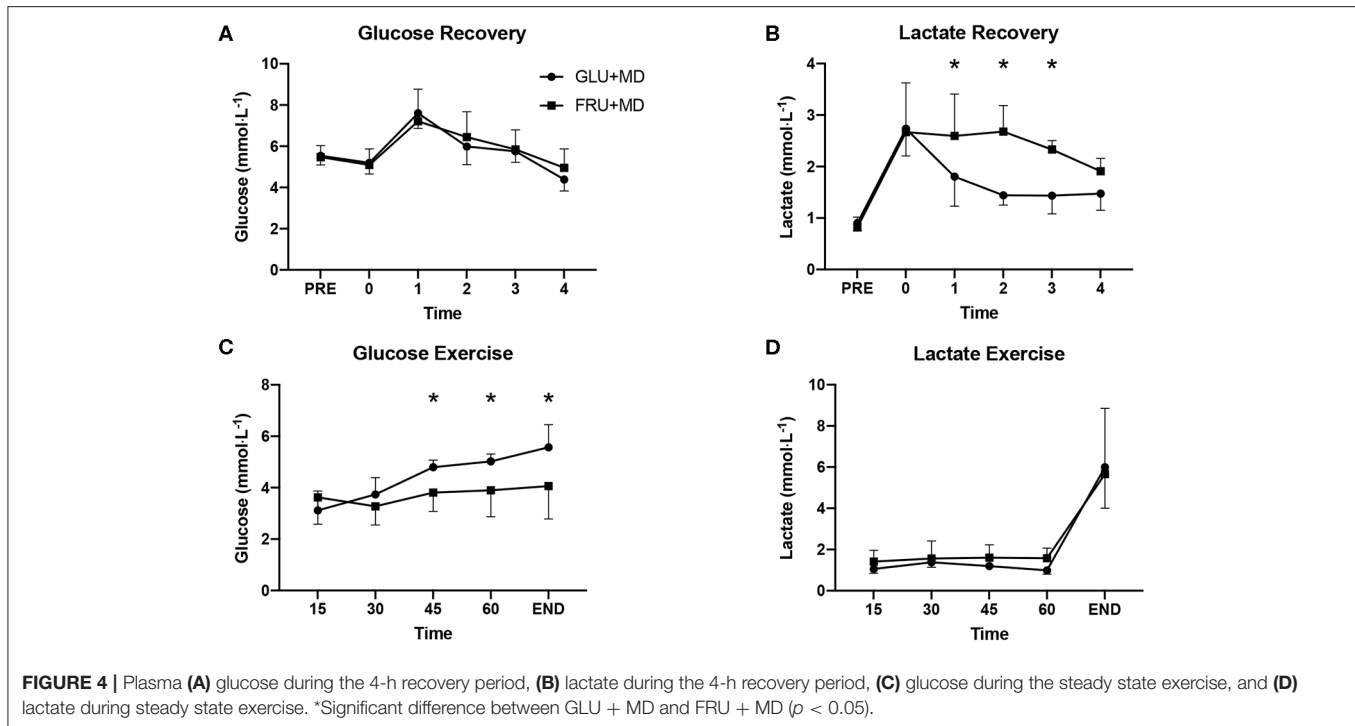 A
Glucose Recovery
Glucose (mmol·L⁻¹)
10
8
6
4
2
0
PRE 0 1 2 3 4
Time
GLU+MD
FRU+MD
B
Lactate Recovery
Lactate (mmol·L⁻¹)
4
3
2
1
0
* * *
PRE 0 1 2 3 4
Time
C
Glucose Exercise
Glucose (mmol·L⁻¹)
8
6
4
2
0
* * *
15 30 45 60 END
Time
D
Lactate Exercise
Lactate (mmol·L⁻¹)
10
8
6
4
2
0
15 30 45 60 END
Time
FIGURE 4 | Plasma (A) glucose during the 4-h recovery period, (B) lactate during the 4-h recovery period, (C) glucose during the steady state exercise, and (D)
lactate during steady state exercise. *Significant difference between GLU + MD and FRU + MD (p < 0.05).